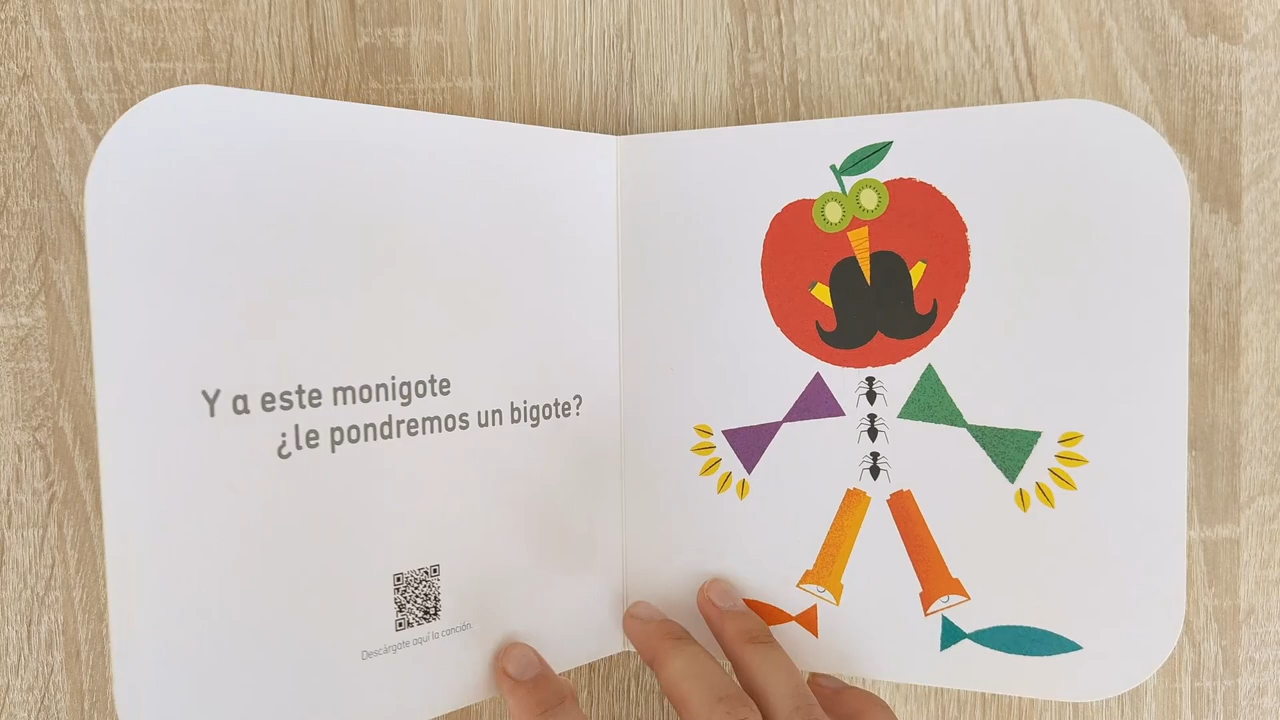 Y a este monigote
¿le pondremos un bigote?
Descárgate aquí la canción.